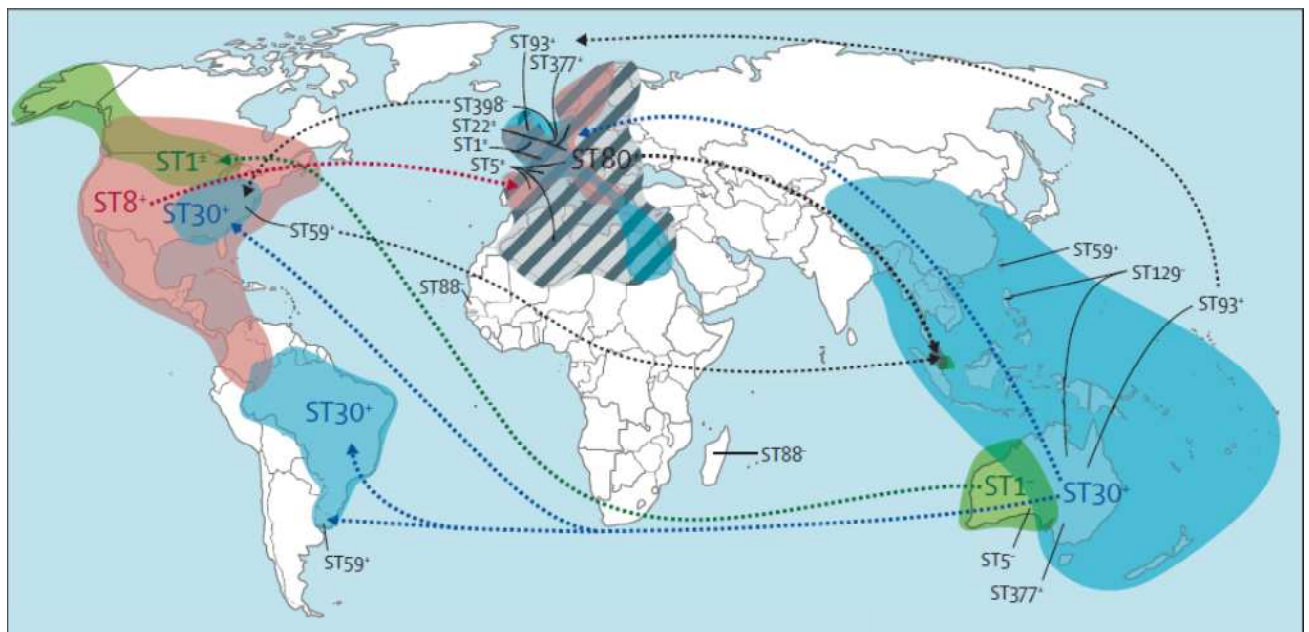 ST93⁺
ST377⁺
ST398
ST22±
ST1±
ST5±
ST80⁺
ST1±
ST8⁺
ST30⁺
ST59⁺
ST88
ST59⁺
ST129⁻
ST93⁺
ST30⁺
ST88⁻
ST1⁻
ST30⁺
ST59⁺
ST5⁻
ST377⁺